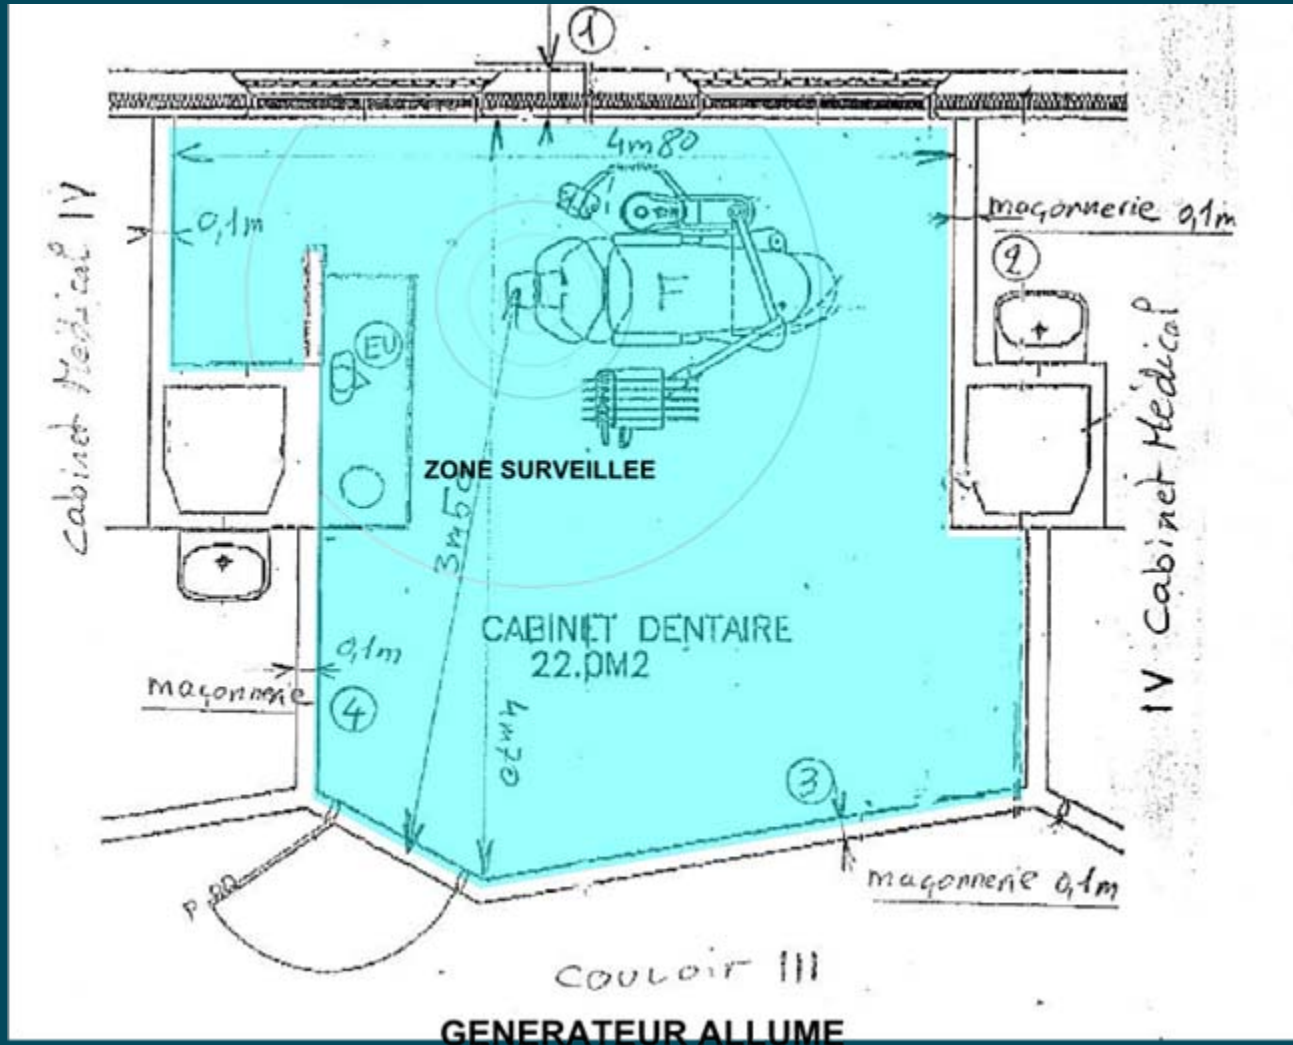 1
4m80
0,1m
maçonnerie 0,1m
Cabinet Médical IV
2
EU
IV Cabinet Médical
ZONE SURVEILLEE
3m50
CABINET DENTAIRE
22.0M2
0,1m
maçonnerie
4
4m70
3
maçonnerie 0,1m
P
COULOIR III
GENERATEUR ALLUME